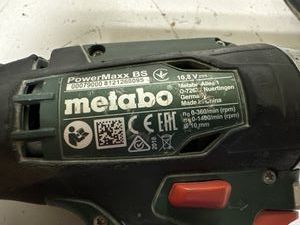 PowerMaxx BS
10,8 V
metabo
Metabo-Allee 1
D-72622 Nuertingen
Germany
Made in China
n0 0-360/min (rpm)
n0 0-1400/min (rpm)
Ø 10 mm